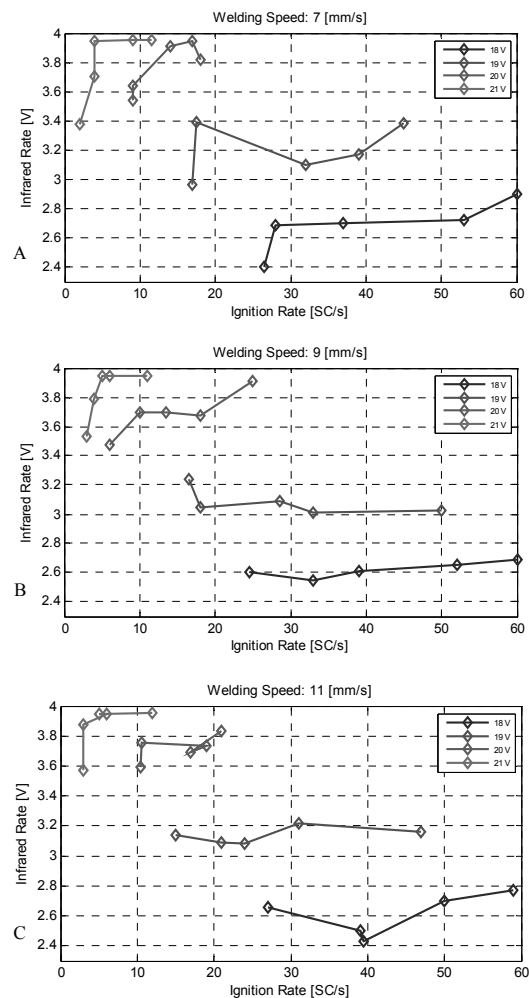 Welding Speed: 7 [mm/s]
4
3.8
3.6
3.4
3.2
3
2.8
2.6
2.4
Infrared Rate [V]
18 V
19 V
20 V
21 V
0 10 20 30 40 50 60
Ignition Rate [SC/s]
A
Welding Speed: 9 [mm/s]
4
3.8
3.6
3.4
3.2
3
2.8
2.6
2.4
Infrared Rate [V]
18 V
19 V
20 V
21 V
0 10 20 30 40 50 60
Ignition Rate [SC/s]
B
Welding Speed: 11 [mm/s]
4
3.8
3.6
3.4
3.2
3
2.8
2.6
2.4
Infrared Rate [V]
18 V
19 V
20 V
21 V
0 10 20 30 40 50 60
Ignition Rate [SC/s]
C